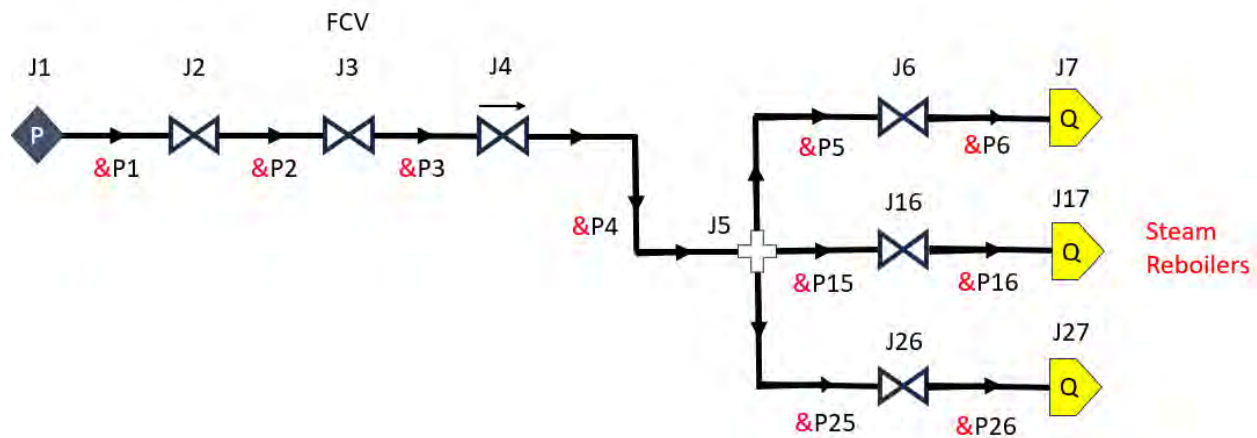 FCV
J1
J2
J3
J4
J6
J7
P
Q
&P1
&P2
&P3
&P5
&P6
&P4
J5
J16
J17
Q
Steam
Reboilers
&P15
&P16
J26
J27
Q
&P25
&P26